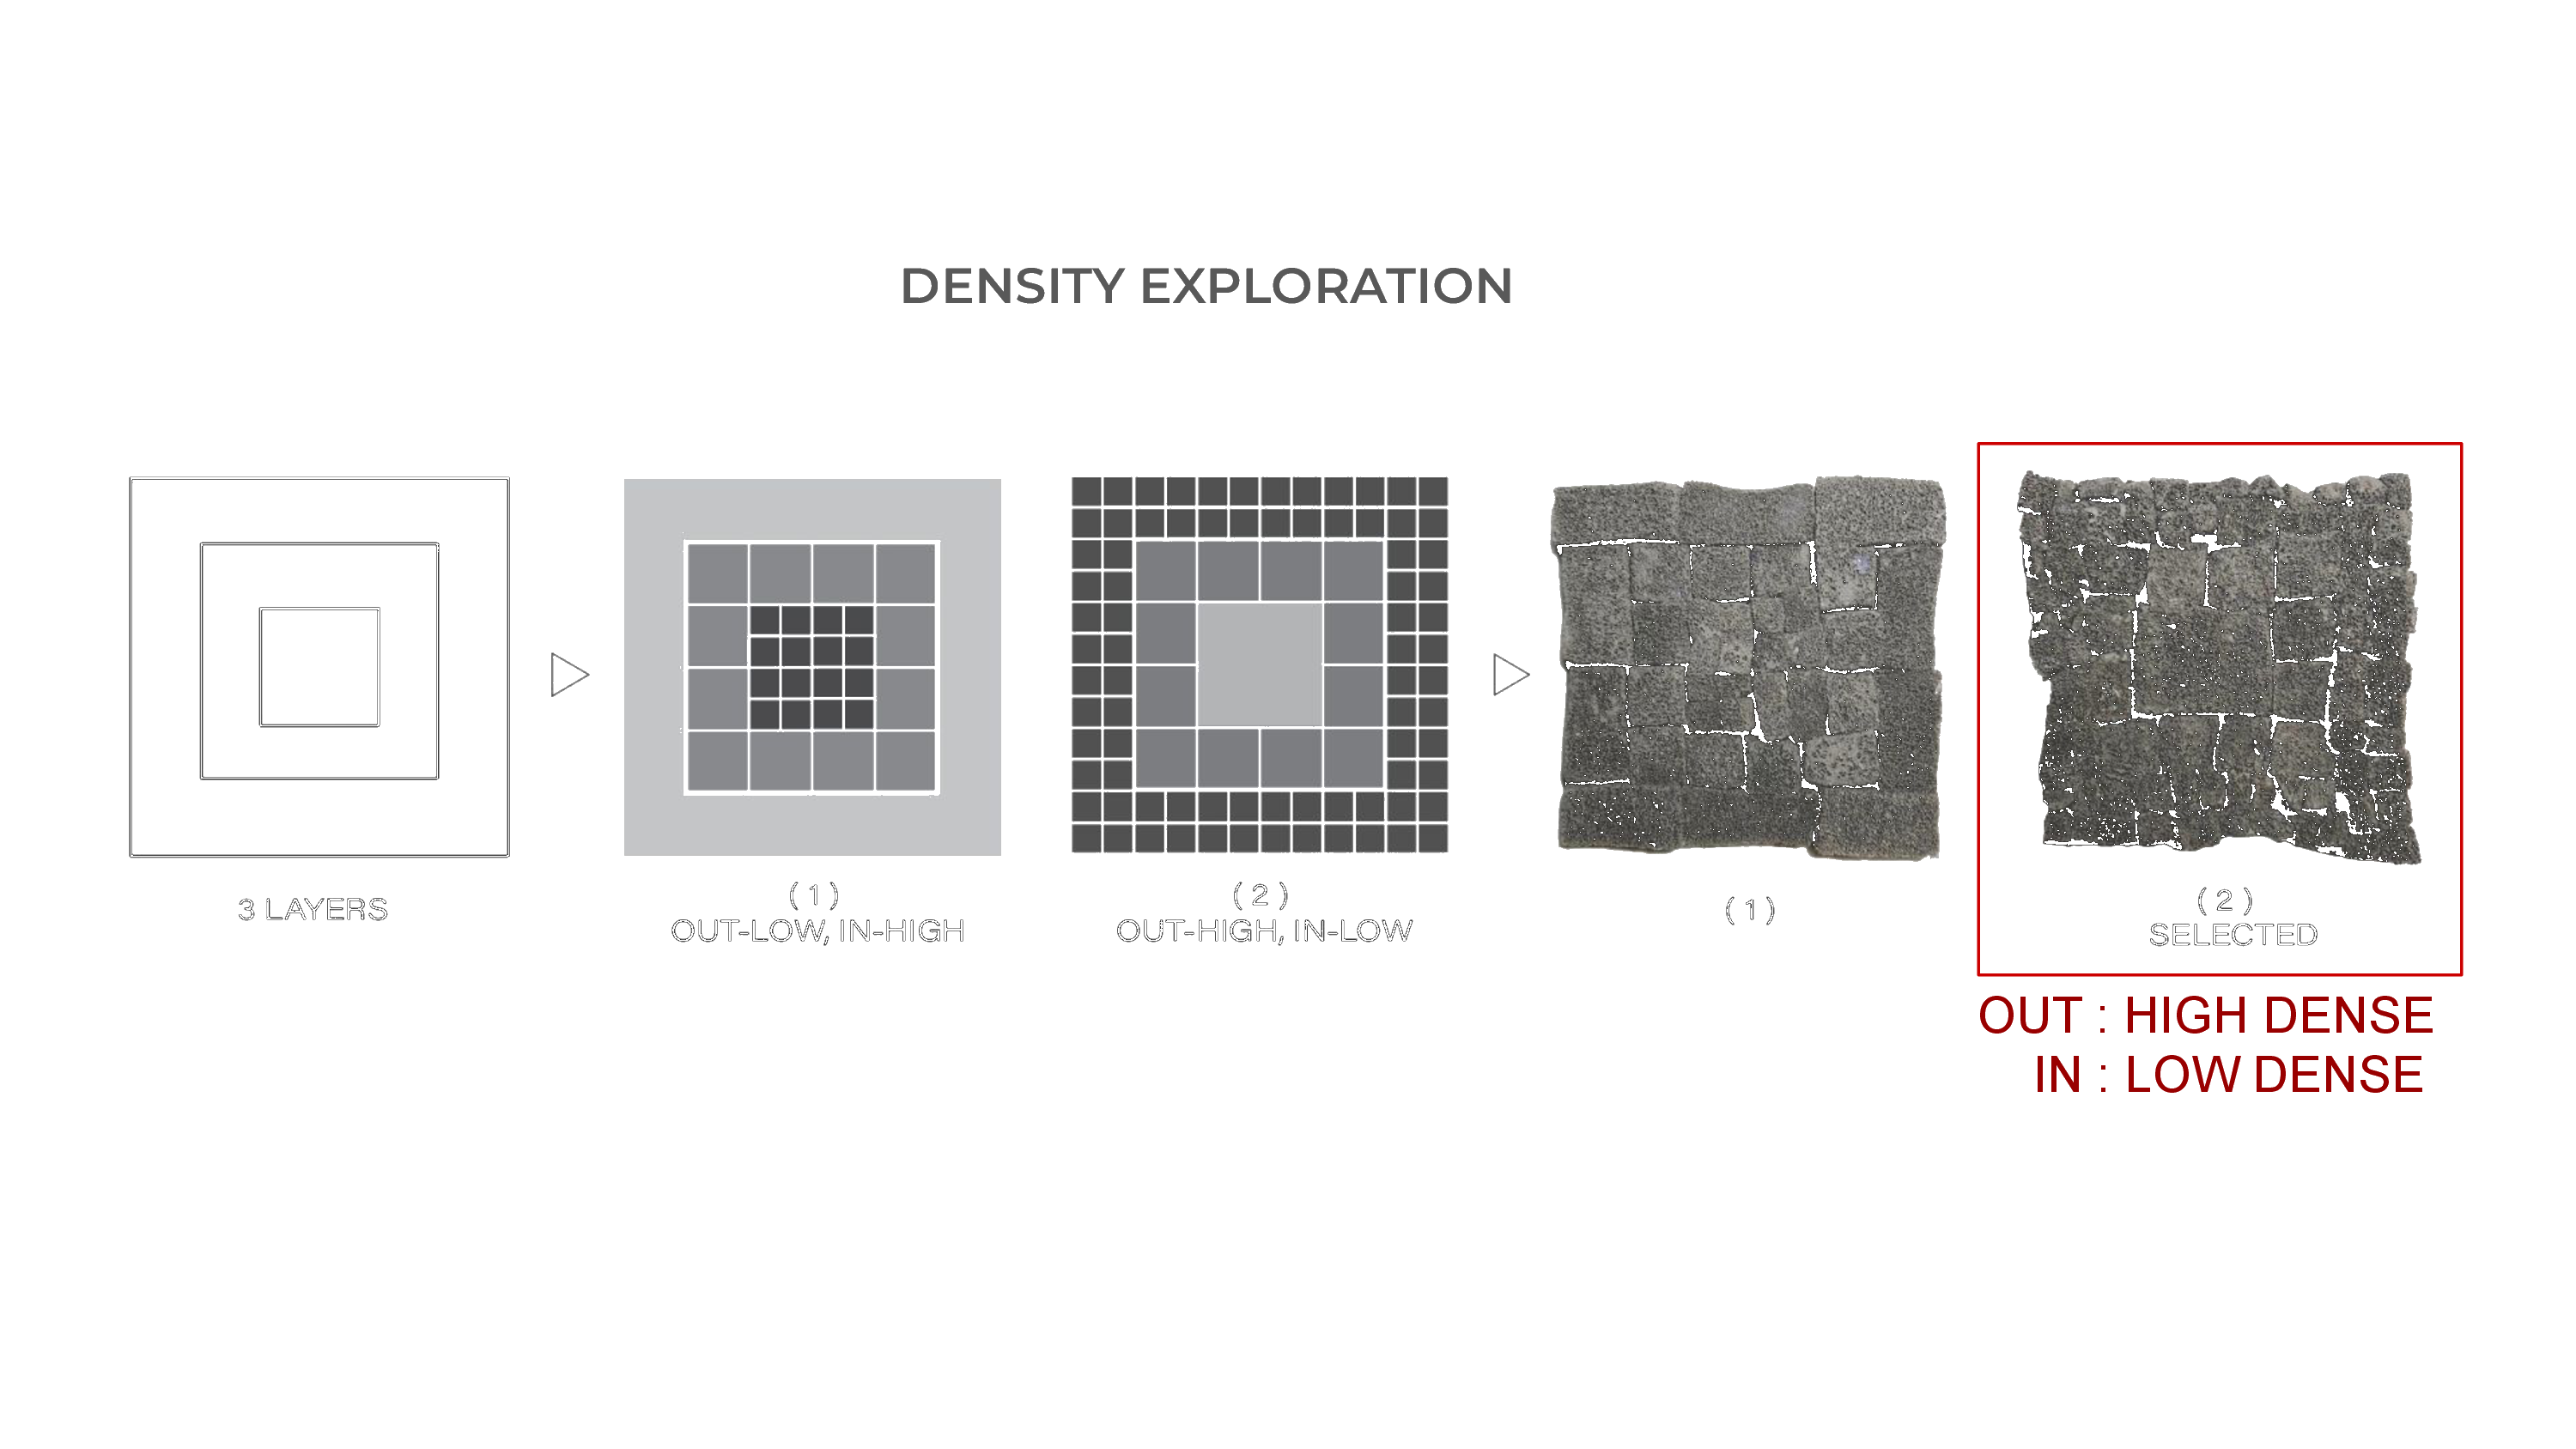 DENSITY EXPLORATION
3 LAYERS
( 1 )
OUT-LOW, IN-HIGH
( 2 )
OUT-HIGH, IN-LOW
( 1 )
( 2 )
SELECTED
OUT : HIGH DENSE
IN : LOW DENSE